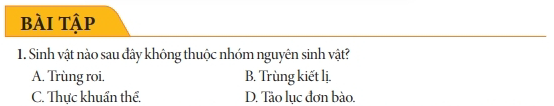 BÀI TẬP
1. Sinh vật nào sau đây không thuộc nhóm nguyên sinh vật?
A. Trùng roi. B. Trùng kiết lị.
C. Thực khuẩn thể. D. Tảo lục đơn bào.